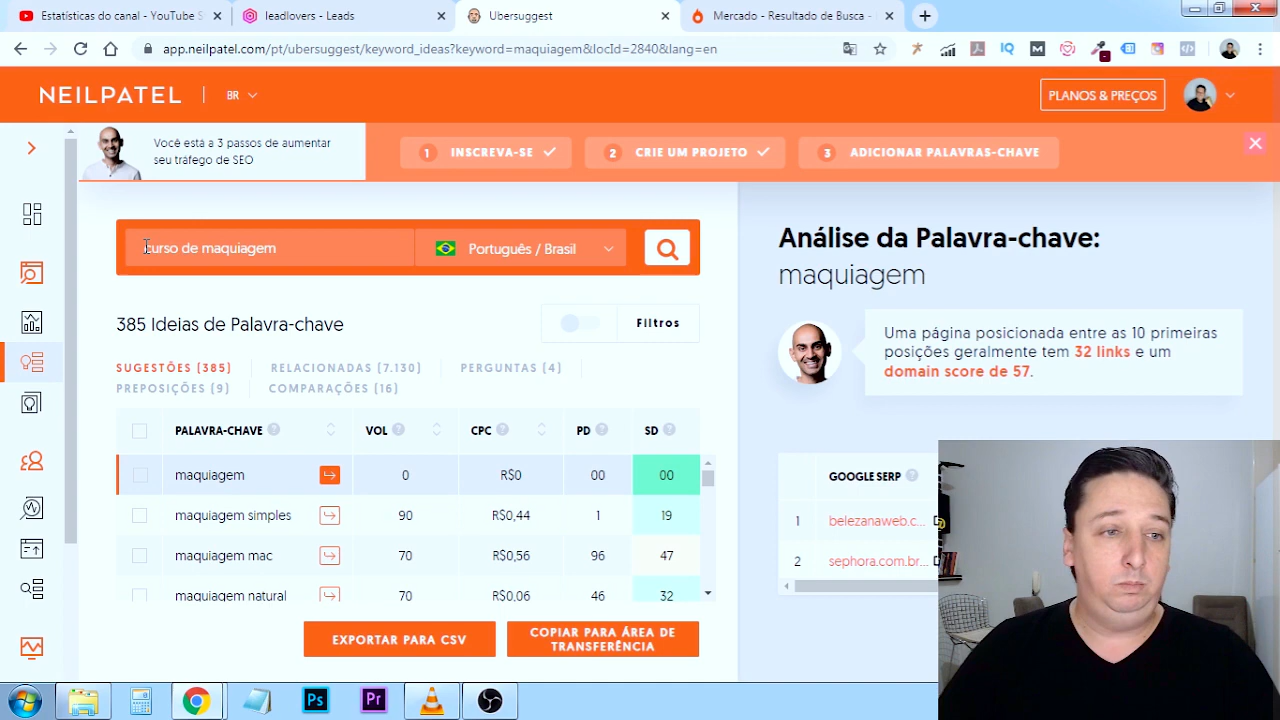 Estatísticas do canal - YouTube S
leadlovers - Leads
Ubersuggest
Mercado - Resultado de Busca -
app.neilpatel.com/pt/ubersuggest/keyword_ideas?keyword=maquiagem&locId=2840&lang=en
NEILPATEL
BR
PLANOS & PREÇOS
Você está a 3 passos de aumentar
seu tráfego de SEO
1 INSCREVA-SE
2 CRIE UM PROJETO
3 ADICIONAR PALAVRAS-CHAVE
curso de maquiagem
Português / Brasil
385 Ideias de Palavra-chave
Filtros
SUGESTÕES (385)
RELACIONADAS (7.130)
PERGUNTAS (4)
PREPOSIÇÕES (9)
COMPARAÇÕES (16)
PALAVRA-CHAVE VOL CPC PD SD
maquiagem 0 R$0 00 00
maquiagem simples 90 R$0,44 1 19
maquiagem mac 70 R$0,56 96 47
maquiagem natural 70 R$0,06 46 32
EXPORTAR PARA CSV
COPIAR PARA ÁREA DE
TRANSFERÊNCIA
Análise da Palavra-chave:
maquiagem
Uma página posicionada entre as 10 primeiras
posições geralmente tem 32 links e um
domain score de 57.
GOOGLE SERP
1 belezanaweb.c...
2 sephora.com.br...
Ps
Pr